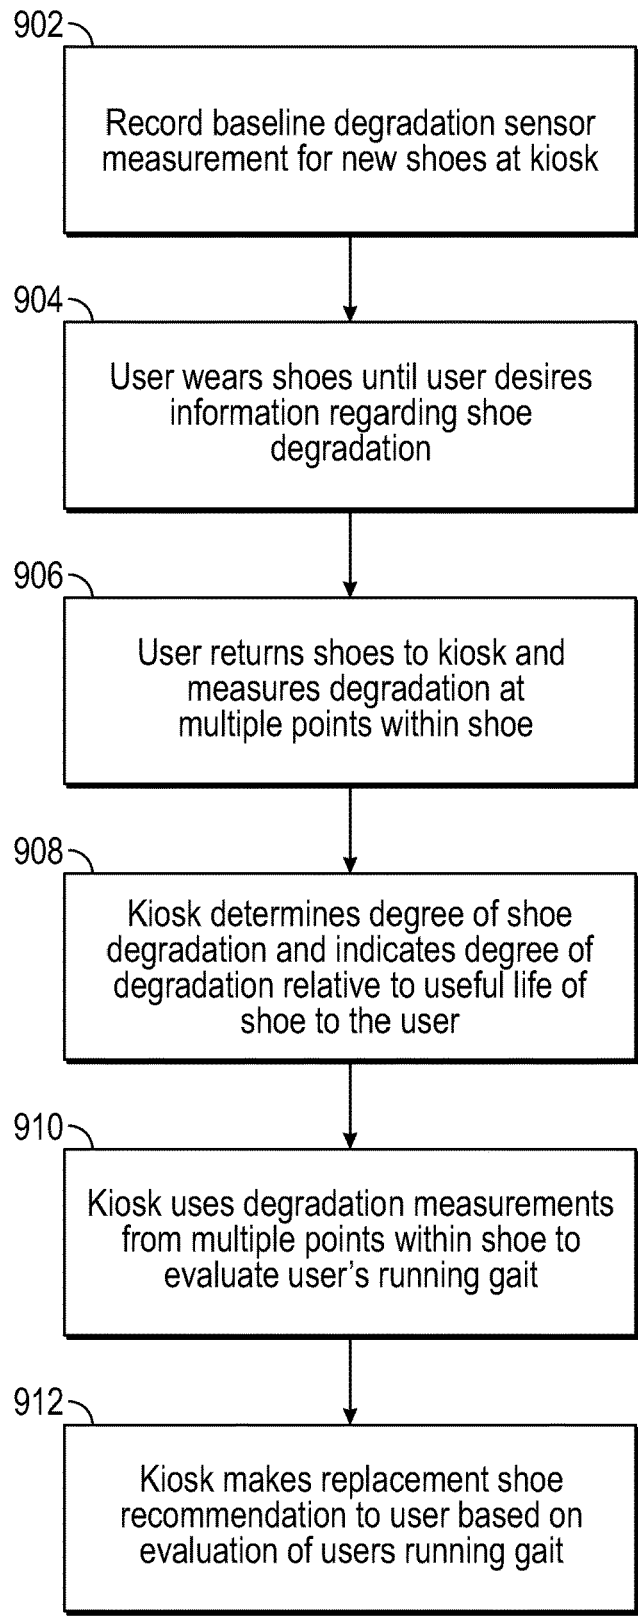 902
Record baseline degradation sensor
measurement for new shoes at kiosk
904
User wears shoes until user desires
information regarding shoe
degradation
906
User returns shoes to kiosk and
measures degradation at
multiple points within shoe
908
Kiosk determines degree of shoe
degradation and indicates degree of
degradation relative to useful life of
shoe to the user
910
Kiosk uses degradation measurements
from multiple points within shoe to
evaluate user's running gait
912
Kiosk makes replacement shoe
recommendation to user based on
evaluation of users running gait